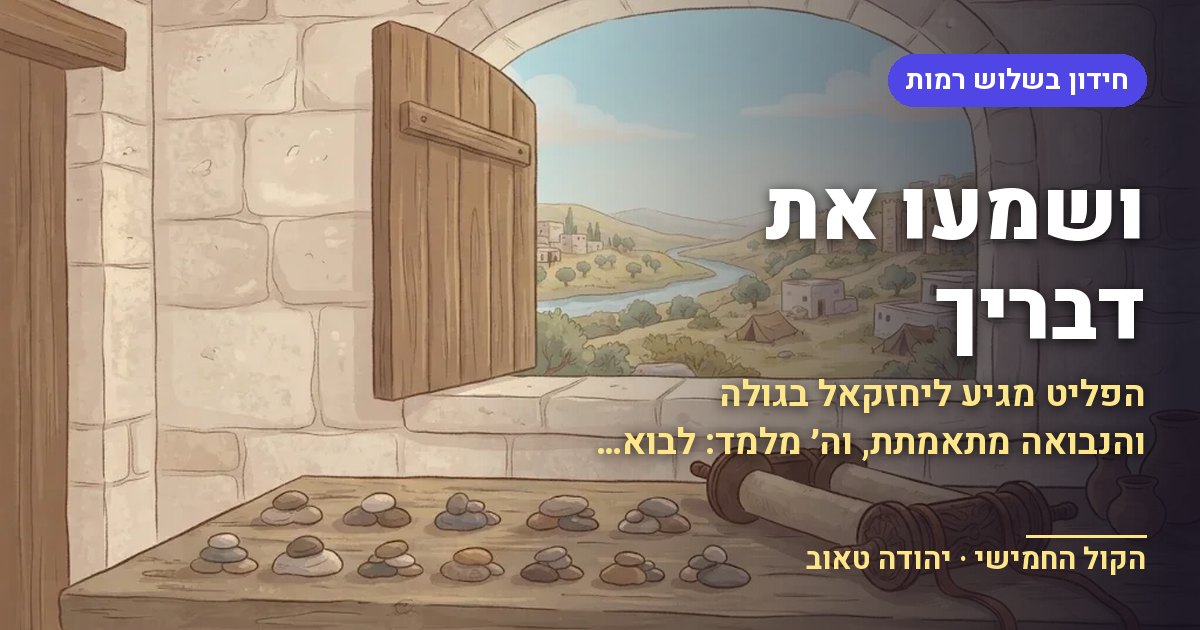 חידון בשלוש רמות
ושמעו את
דבריך
הפליט מגיע ליחזקאל בגולה
והנבואה מתאמתת, וה׳ מלמד: לבוא...
הקול החמישי · יהודה טאוב